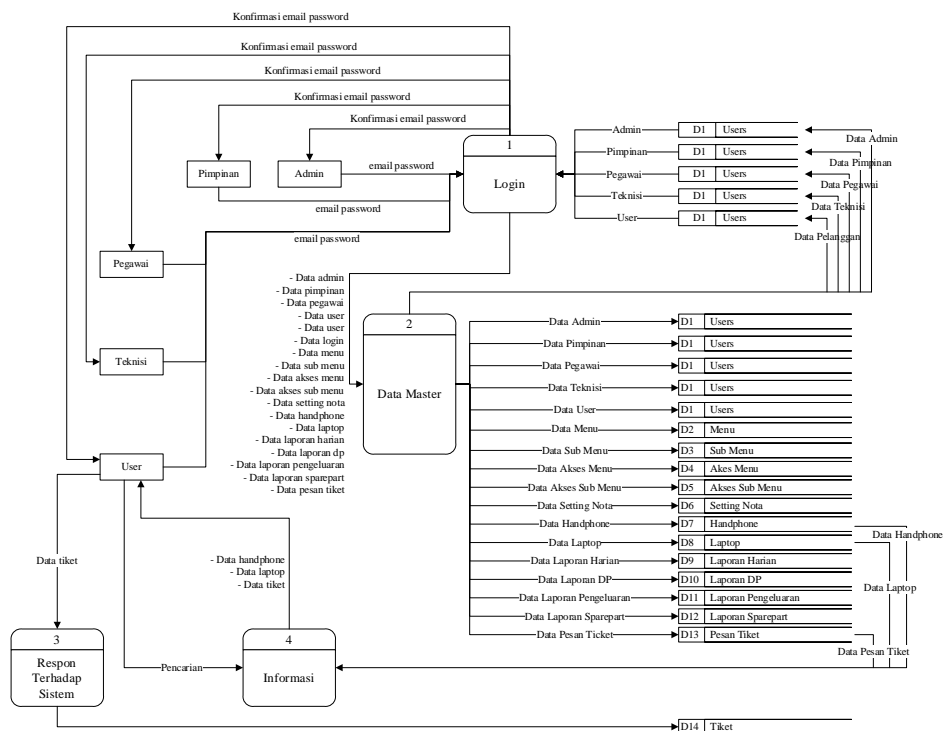 Konfirmasi email password
Konfirmasi email password
Konfirmasi email password
Konfirmasi email password
Konfirmasi email password
Pimpinan
Admin
email password
email password
email password
1
Login
Admin
D1 Users
Data Admin
Pimpinan
D1 Users
Data Pimpinan
Pegawai
D1 Users
Data Pegawai
Teknisi
D1 Users
Data Teknisi
User
D1 Users
Data Pelanggan
Pegawai
Teknisi
User
- Data admin
- Data pimpinan
- Data pegawai
- Data user
- Data user
- Data login
- Data menu
- Data sub menu
- Data akses menu
- Data akses sub menu
- Data setting nota
- Data handphone
- Data laptop
- Data laporan harian
- Data laporan dp
- Data laporan pengeluaran
- Data laporan sparepart
- Data pesan tiket
2
Data Master
Data Admin
D1 Users
Data Pimpinan
D1 Users
Data Pegawai
D1 Users
Data Teknisi
D1 Users
Data User
D1 Users
Data Menu
D2 Menu
Data Sub Menu
D3 Sub Menu
Data Akses Menu
D4 Akes Menu
Data Akses Sub Menu
D5 Akses Sub Menu
Data Setting Nota
D6 Setting Nota
Data Handphone
D7 Handphone
Data Handphone
Data Laptop
D8 Laptop
Data Laporan Harian
D9 Laporan Harian
Data Laporan DP
D10 Laporan DP
Data Laptop
Data Laporan Pengeluaran
D11 Laporan Pengeluaran
Data Laporan Sparepart
D12 Laporan Sparepart
Data Pesan Ticket
D13 Pesan Tiket
Data Pesan Tiket
Data tiket
- Data handphone
- Data laptop
- Data tiket
3
Respon
Terhadap
Sistem
Pencarian
4
Informasi
D14 Tiket